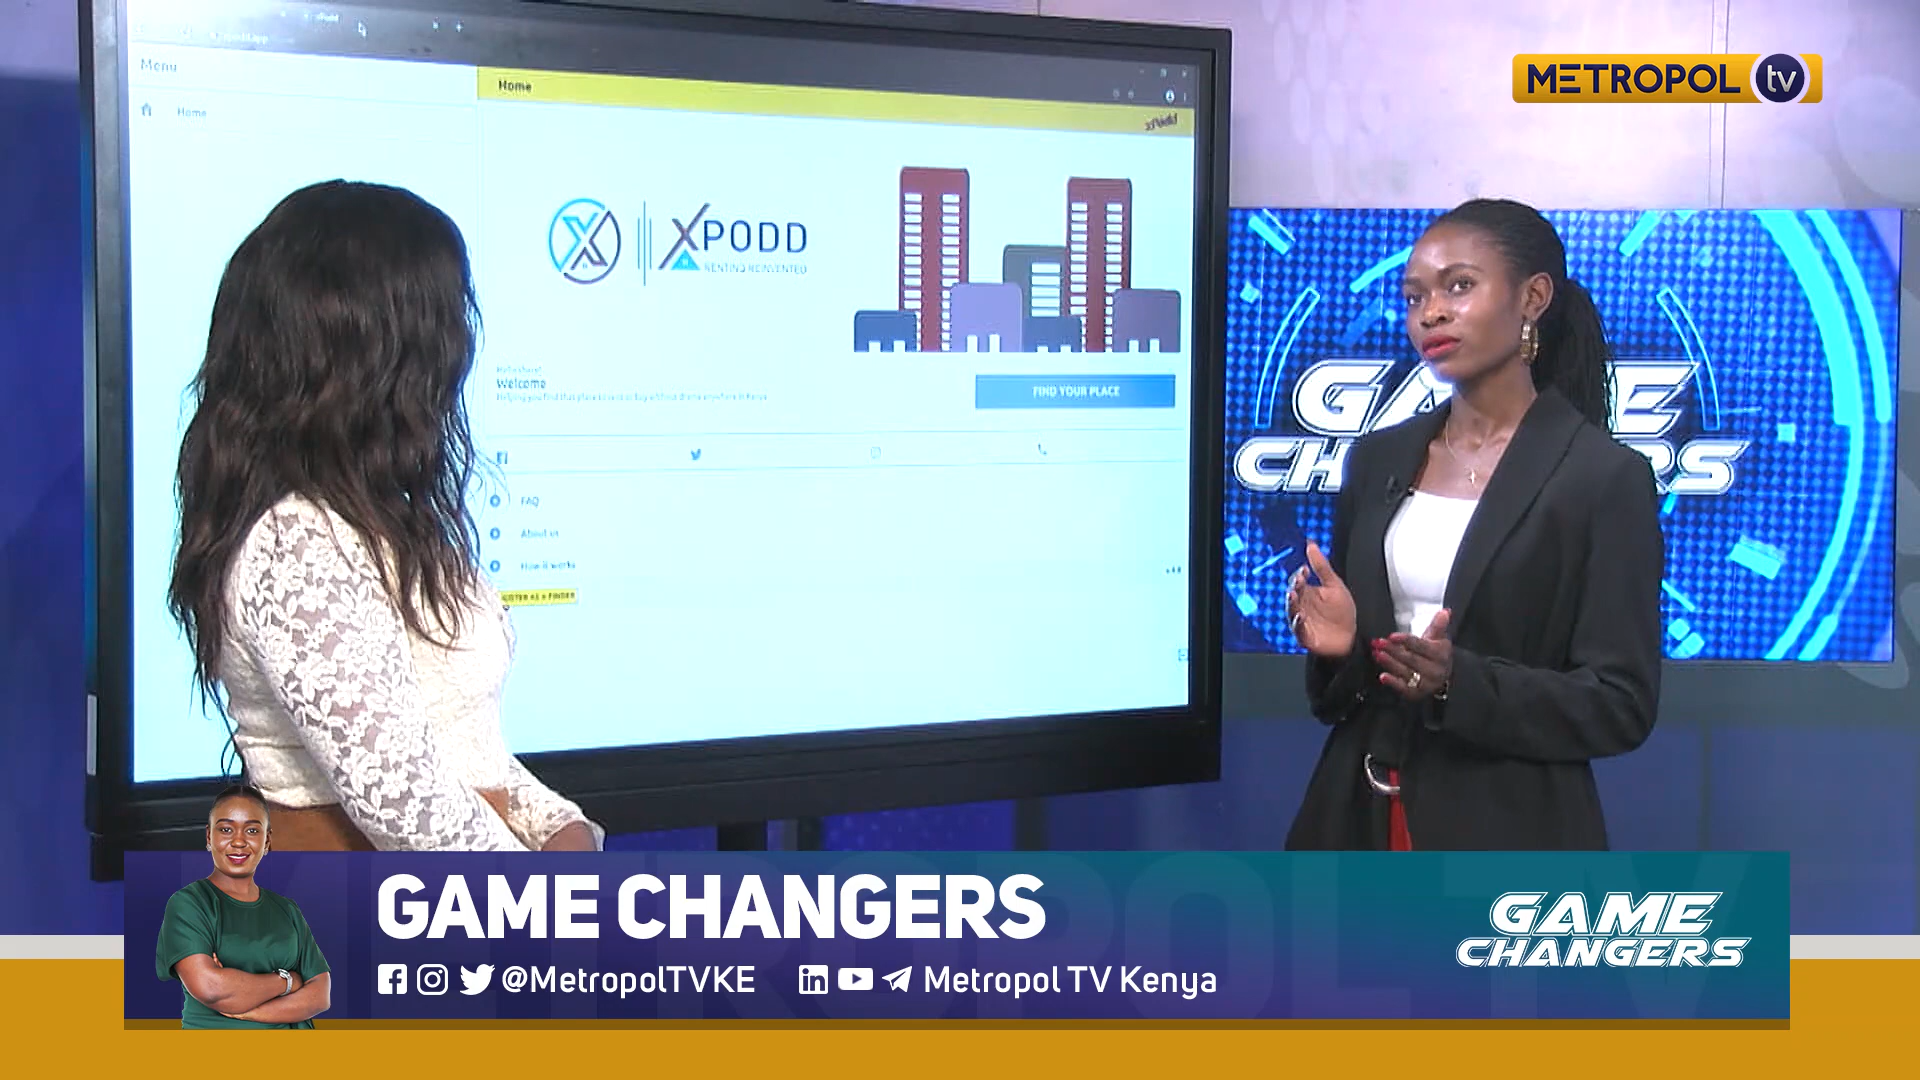 METROPOL tv
Menu
Home
Home
XPODD
RENTING REINVENTED
Welcome
FIND YOUR PLACE
FAQ
About us
How it works
GAME
CHANGERS
GAME CHANGERS
@MetropolTVKE
Metropol TV Kenya
GAME
CHANGERS